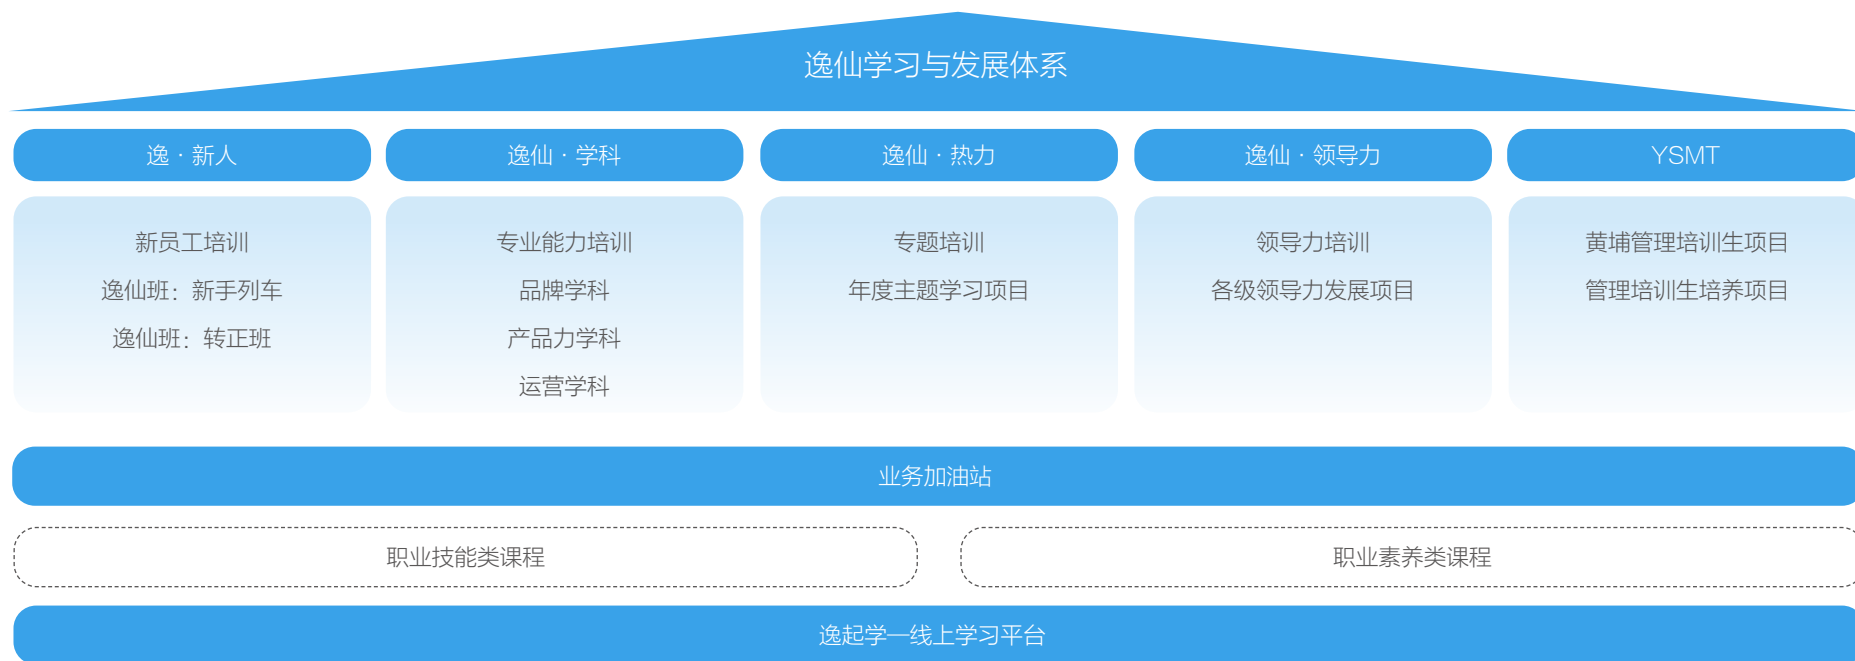 逸仙学习与发展体系
逸 · 新人
逸仙 · 学科
逸仙 · 热力
逸仙 · 领导力
YSMT
新员工培训
逸仙班：新手列车
逸仙班：转正班
专业能力培训
品牌学科
产品力学科
运营学科
专题培训
年度主题学习项目
领导力培训
各级领导力发展项目
黄埔管理培训生项目
管理培训生培养项目
业务加油站
职业技能类课程
职业素养类课程
逸起学—线上学习平台